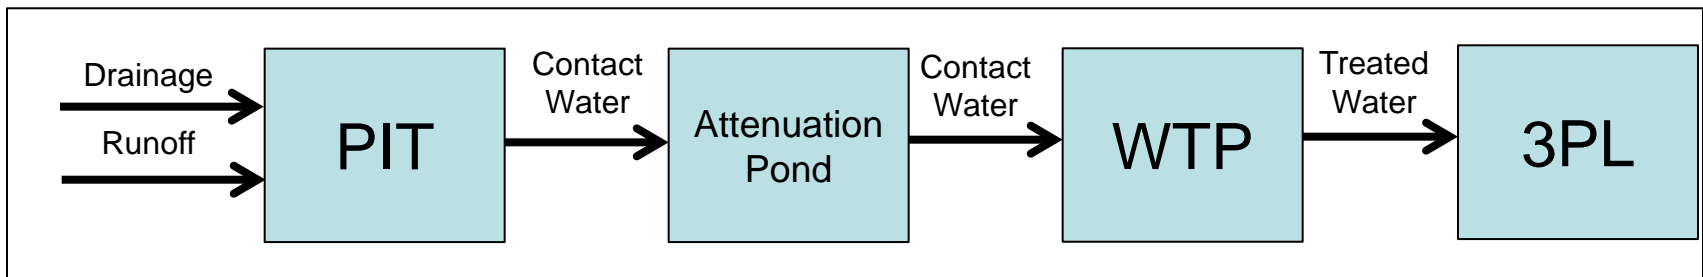 Drainage
Runoff
PIT
Contact
Water
Attenuation
Pond
Contact
Water
WTP
Treated
Water
3PL